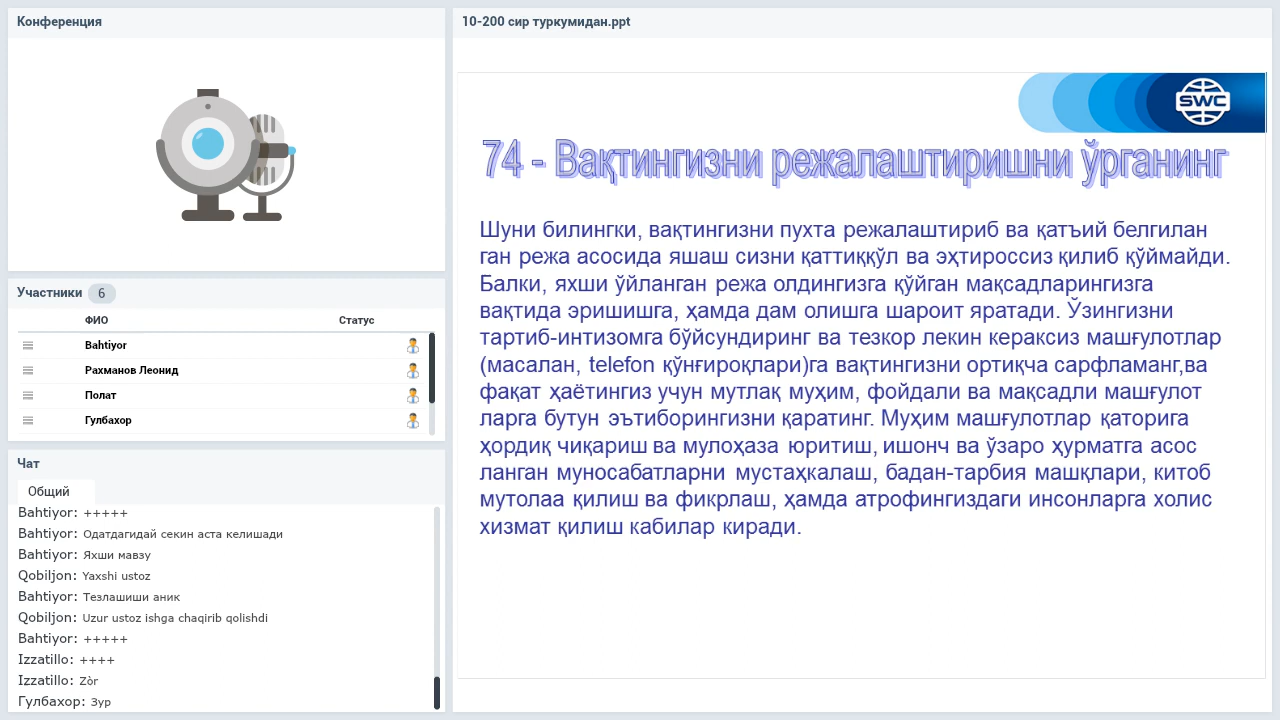 Конференция
Участники 6
ФИО Статус
Bahtiyor
Рахманов Леонид
Полат
Гулбахор
Чат
Общий
Bahtiyor: +++++
Bahtiyor: Одатдагидай секин аста келишади
Bahtiyor: Яхши мавзу
Qobiljon: Yaxshi ustoz
Bahtiyor: Тезлашиши аник
Qobiljon: Uzur ustoz ishga chaqirib qolishdi
Bahtiyor: +++++
Izzatillo: ++++
Izzatillo: Zòr
Гулбахор: Зур
10-200 сир туркумидан.ppt
SWC
74 - Вақтингизни режалаштиришни ўрганинг
Шуни билингки, вақтингизни пухта режалаштириб ва қатъий белгилан
ган режа асосида яшаш сизни қаттиққўл ва эҳтироссиз қилиб қўймайди.
Балки, яхши ўйланган режа олдингизга қўйган мақсадларингизга
вақтида эришишга, ҳамда дам олишга шароит яратади. Ўзингизни
тартиб-интизомга бўйсундиринг ва тезкор лекин кераксиз машғулотлар
(масалан, telefon қўнғироқлари)га вақтингизни ортиқча сарфламанг,ва
фақат ҳаётингиз учун мутлақ муҳим, фойдали ва мақсадли машғулот
ларга бутун эътиборингизни қаратинг. Муҳим машғулотлар қаторига
ҳордиқ чиқариш ва мулоҳаза юритиш, ишонч ва ўзаро ҳурматга асос
ланган муносабатларни мустаҳкалаш, бадан-тарбия машқлари, китоб
мутолаа қилиш ва фикрлаш, ҳамда атрофингиздаги инсонларга холис
хизмат қилиш кабилар киради.